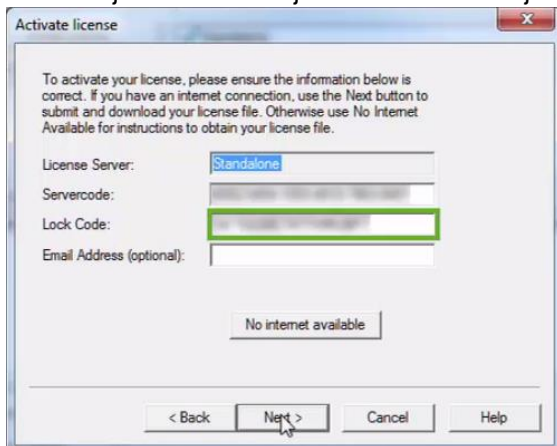 Activate license
To activate your license, please ensure the information below is
correct. If you have an internet connection, use the Next button to
submit and download your license file. Otherwise use No Internet
Available for instructions to obtain your license file.
License Server: Standalone
Servercode:
Lock Code:
Email Address (optional):
No internet available
< Back Next > Cancel Help